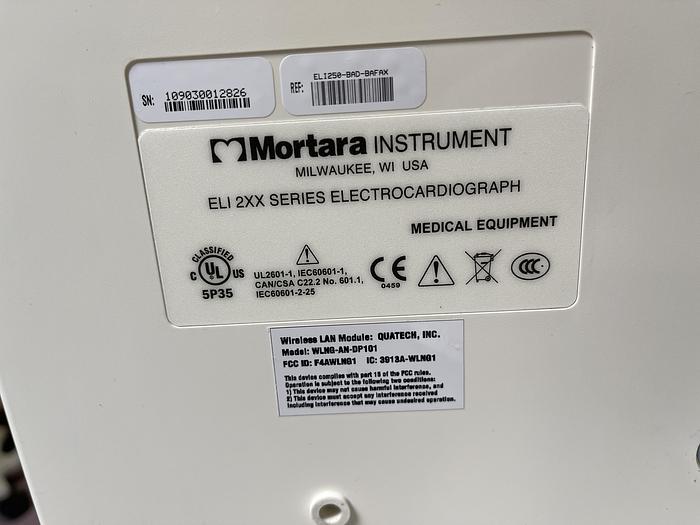 SN: 109030012826
REF: ELI250-BAD-BAFAX
Mortara INSTRUMENT
MILWAUKEE, WI USA
ELI 2XX SERIES ELECTROCARDIOGRAPH
MEDICAL EQUIPMENT
CLASSIFIED
C UL US
5P35
UL2601-1, IEC60601-1,
CAN/CSA C22.2 No. 601.1,
IEC60601-2-25
CE
0459
CCC
Wireless LAN Module: QUATECH, INC.
Model: WLNG-AN-DP101
FCC ID: F4AWLNG1 IC: 3913A-WLNG1
This device complies with part 15 of the FCC rules.
Operation is subject to the following two conditions:
1) This device may not cause harmful interference, and
2) This device must accept any interference received
including interference that may cause undesired operation.